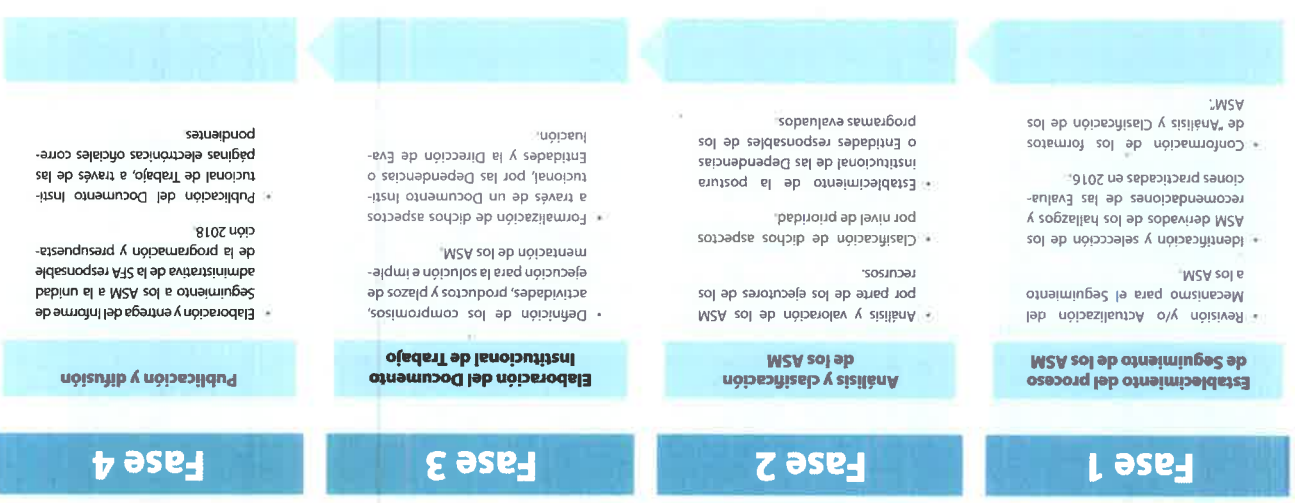 Fase 1
Establecimiento del proceso
de Seguimiento de los ASM
• Revisión y/o Actualización del
Mecanismo para el Seguimiento
a los ASM.
• Identificación y selección de los
ASM derivados de los hallazgos y
recomendaciones de las Evalua-
ciones practicadas en 2016.
• Conformación de los formatos
de "Análisis y Clasificación de los
ASM".
Fase 2
Análisis y clasificación
de los ASM
• Análisis y valoración de los ASM
por parte de los ejecutores de los
recursos.
• Clasificación de dichos aspectos
por nivel de prioridad.
• Establecimiento de la postura
institucional de las Dependencias
o Entidades responsables de los
programas evaluados.
Fase 3
Elaboración del Documento
Institucional de Trabajo
• Definición de los compromisos,
actividades, productos y plazos de
ejecución para la solución e imple-
mentación de los ASM.
• Formalización de dichos aspectos
a través de un Documento Insti-
tucional, por las Dependencias o
Entidades y la Dirección de Eva-
luación.
Fase 4
Publicación y difusión
• Elaboración y entrega del Informe de
Seguimiento a los ASM a la unidad
administrativa de la SFA responsable
de la programación y presupuesta-
ción 2018.
• Publicación del Documento Insti-
tucional de Trabajo, a través de las
páginas electrónicas oficiales corre-
pondientes